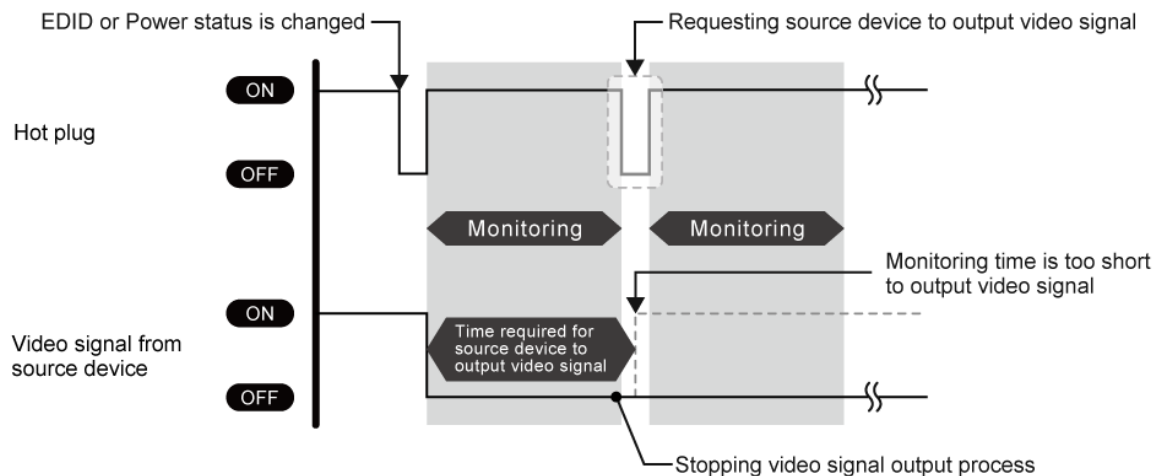 EDID or Power status is changed
Requesting source device to output video signal
ON
Hot plug
OFF
Monitoring
Monitoring
Monitoring time is too short
to output video signal
ON
Video signal from
source device
Time required for
source device to
output video signal
OFF
Stopping video signal output process